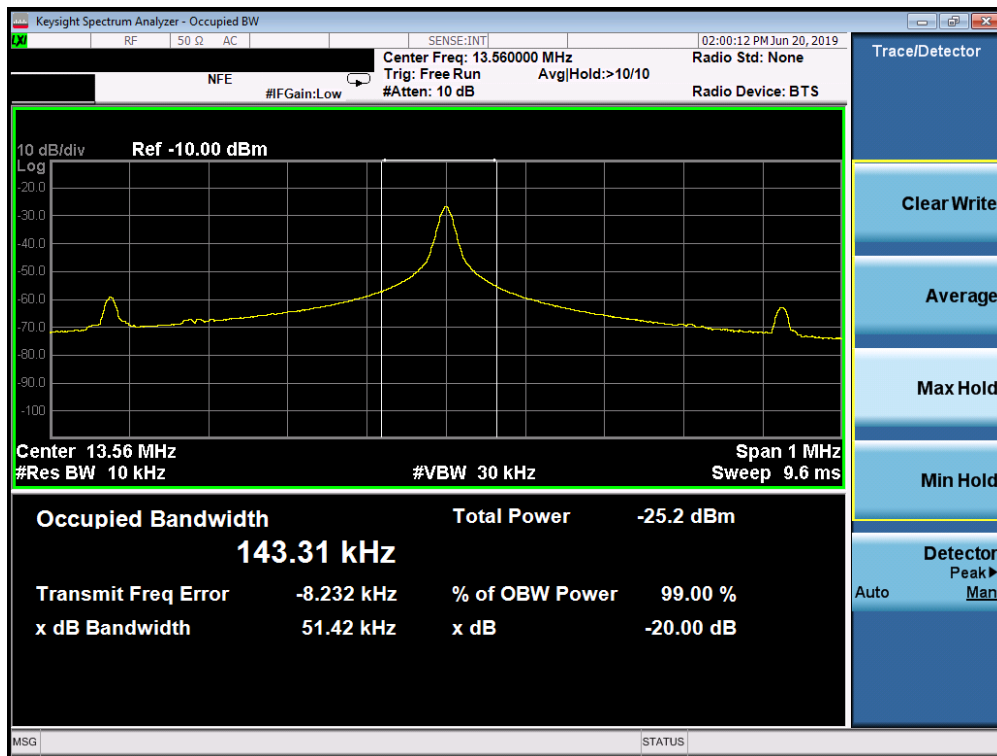 Keysight Spectrum Analyzer - Occupied BW
LXI RF 50 Ω AC SENSE:INT 02:00:12 PM Jun 20, 2019
Center Freq: 13.560000 MHz Radio Std: None
NFE Trig: Free Run Avg|Hold:>10/10
#IFGain:Low #Atten: 10 dB Radio Device: BTS
10 dB/div Ref -10.00 dBm
Log
-20.0
-30.0
-40.0
-50.0
-60.0
-70.0
-80.0
-90.0
-100
Center 13.56 MHz Span 1 MHz
#Res BW 10 kHz #VBW 30 kHz Sweep 9.6 ms
Occupied Bandwidth Total Power -25.2 dBm
143.31 kHz
Transmit Freq Error -8.232 kHz % of OBW Power 99.00 %
x dB Bandwidth 51.42 kHz x dB -20.00 dB
MSG STATUS
Trace/Detector
Clear Write
Average
Max Hold
Min Hold
Detector
Peak▶
Auto Man